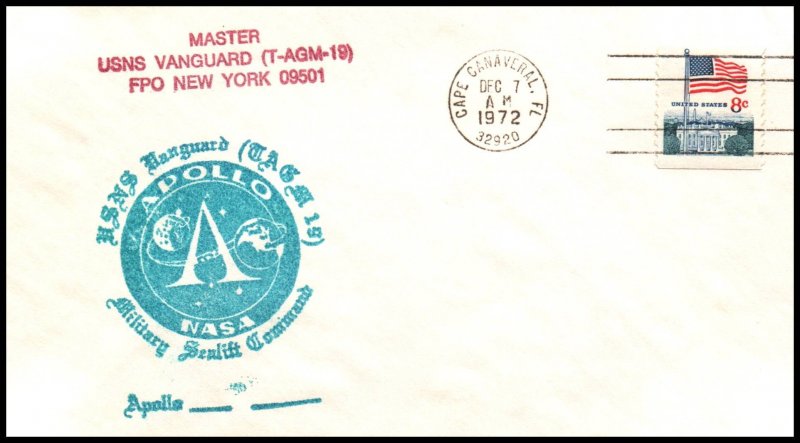 MASTER
USNS VANGUARD (T-AGM-19)
FPO NEW YORK 09501
CAPE CANAVERAL, FL
DEC 7
AM
1972
32920
UNITED STATES 8c
USNS Vanguard (TAGM 19)
APOLLO
A
NASA
Military Sealift Command
Apollo